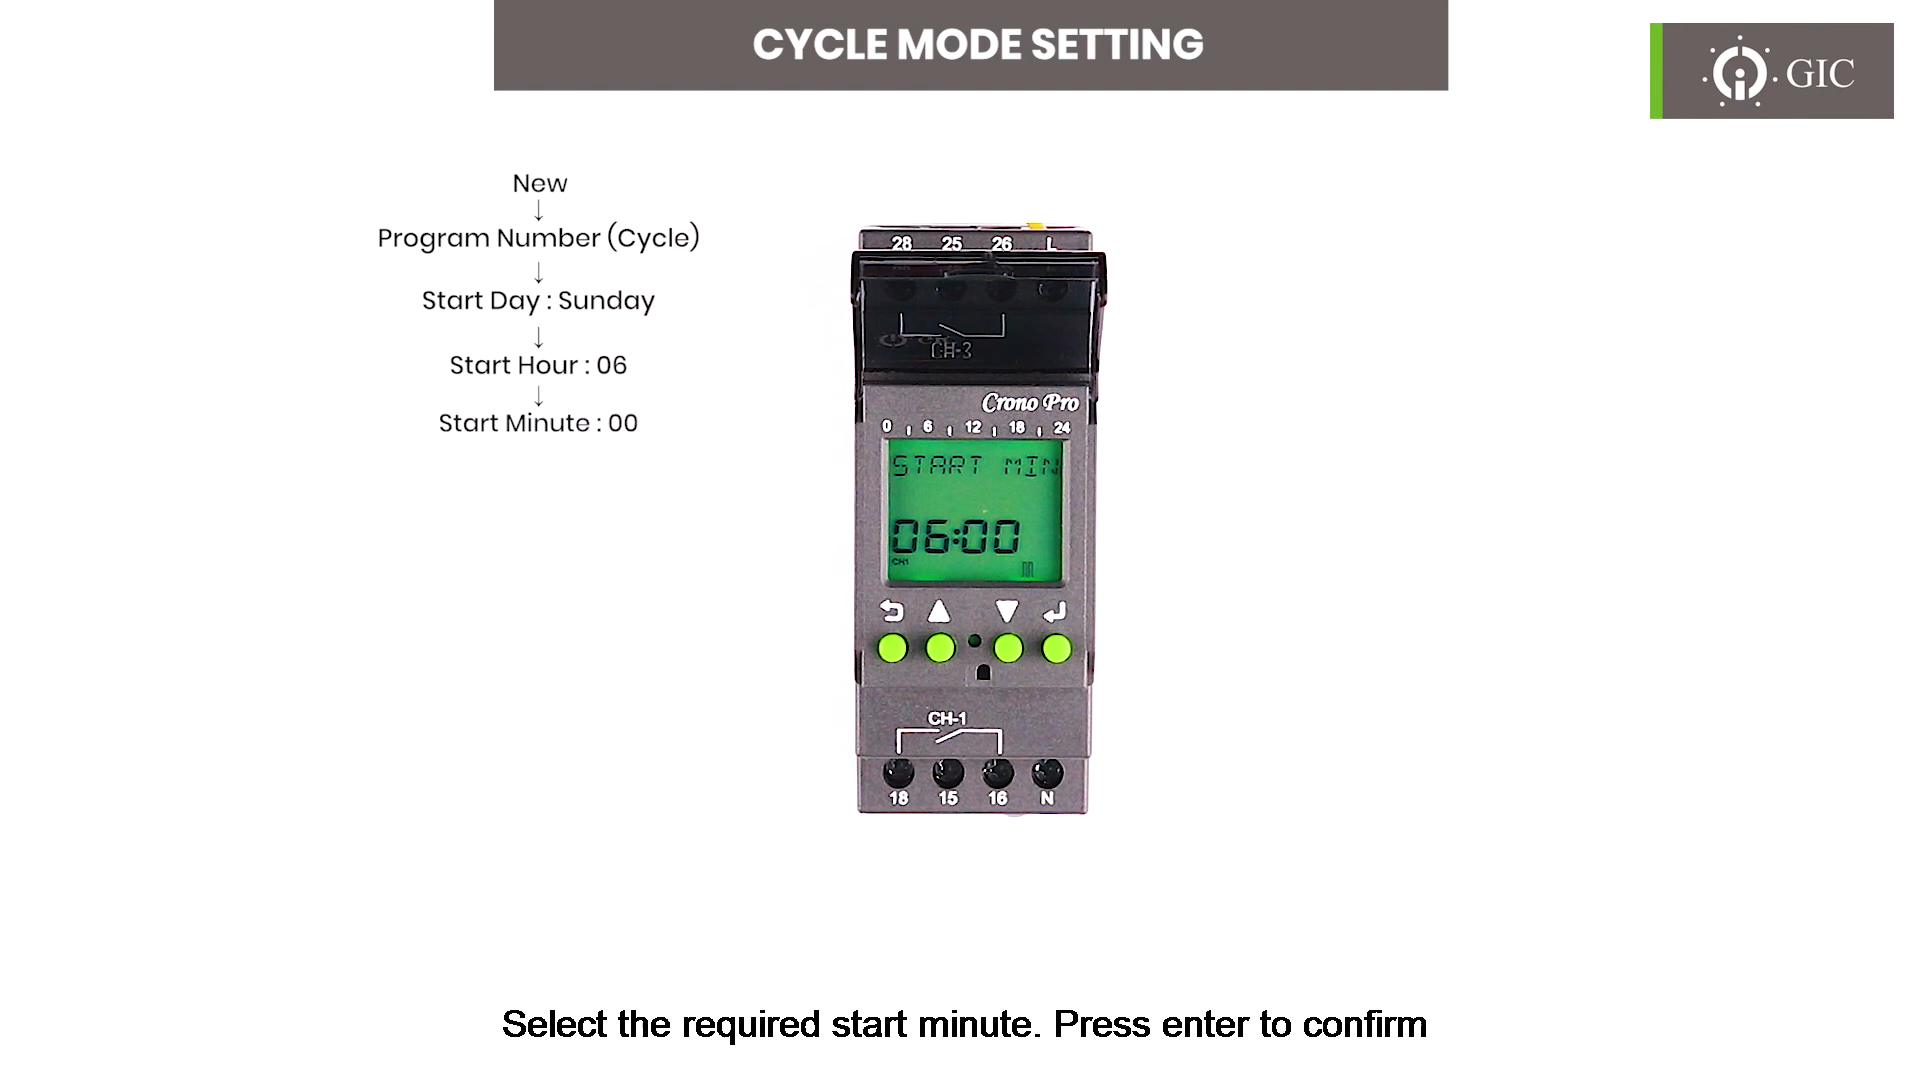 CYCLE MODE SETTING
GIC
New
Program Number (Cycle)
Start Day : Sunday
Start Hour : 06
Start Minute : 00
28 25 26 L
CH-3
Crono Pro
0 6 12 18 24
START MIN
06:00
CH1
CH-1
18 15 16 N
Select the required start minute. Press enter to confirm